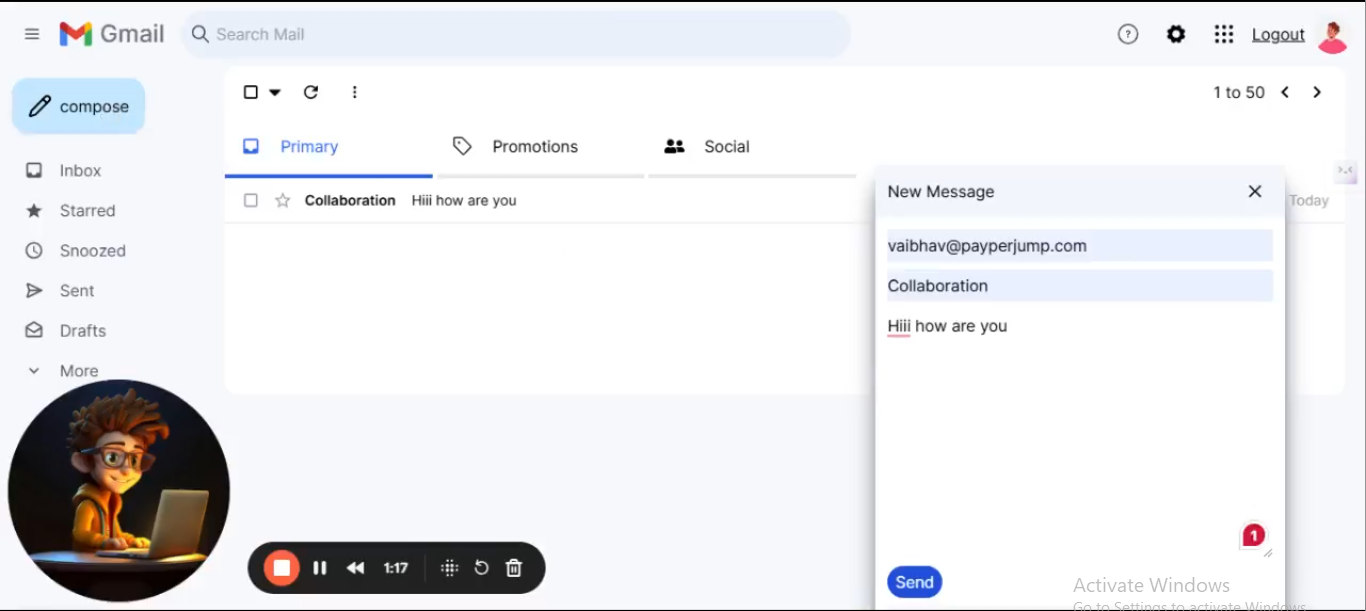 Gmail
Search Mail
?
Logout
compose
1 to 50
Primary
Promotions
Social
Inbox
Collaboration Hiii how are you
Today
Starred
Snoozed
Sent
Drafts
More
New Message
vaibhav@payperjump.com
Collaboration
Hiii how are you
1
Send
1:17
Activate Windows
Go to Settings to activate Windows.